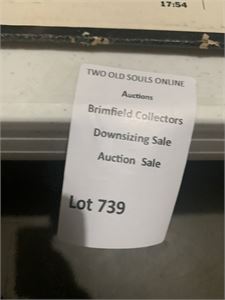 17:54
TWO OLD SOULS ONLINE
Auctions
Brimfield Collectors
Downsizing Sale
Auction Sale
Lot 739